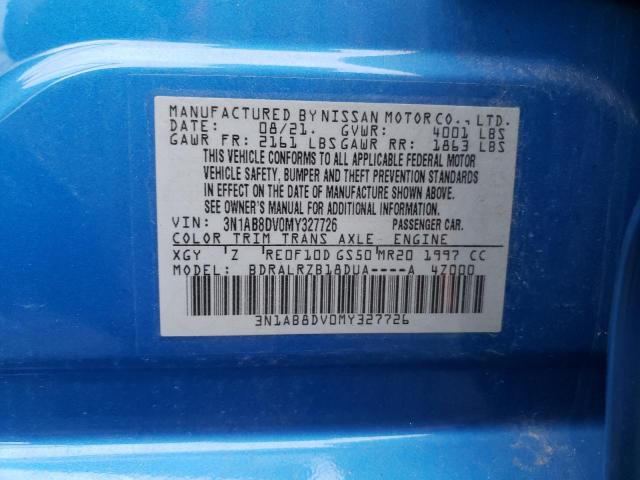 MANUFACTURED BY NISSAN MOTOR CO., LTD.
DATE: 08/21. GVWR: 4001 LBS
GAWR FR: 2161 LBS GAWR RR: 1863 LBS
THIS VEHICLE CONFORMS TO ALL APPLICABLE FEDERAL MOTOR
VEHICLE SAFETY, BUMPER AND THEFT PREVENTION STANDARDS
IN EFFECT ON THE DATE OF MANUFACTURE SHOWN ABOVE.
SEE OWNER'S MANUAL FOR ADDITIONAL INFORMATION.
VIN: 3N1AB8DV0MY327726 PASSENGER CAR.
COLOR TRIM TRANS AXLE ENGINE
XGY Z RE0F10D GS50 MR20 1997 CC
MODEL: BDRALRZB18DUA----A 4Z000
3N1AB8DV0MY327726